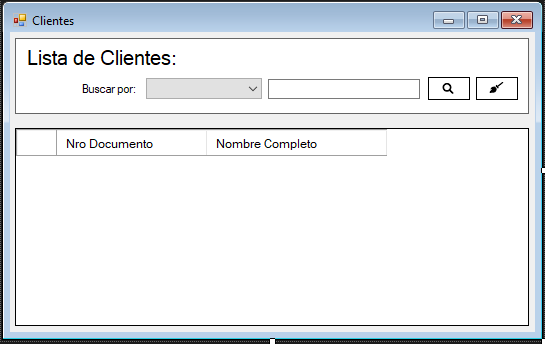 Clientes
Lista de Clientes:
Buscar por:
Nro Documento Nombre Completo